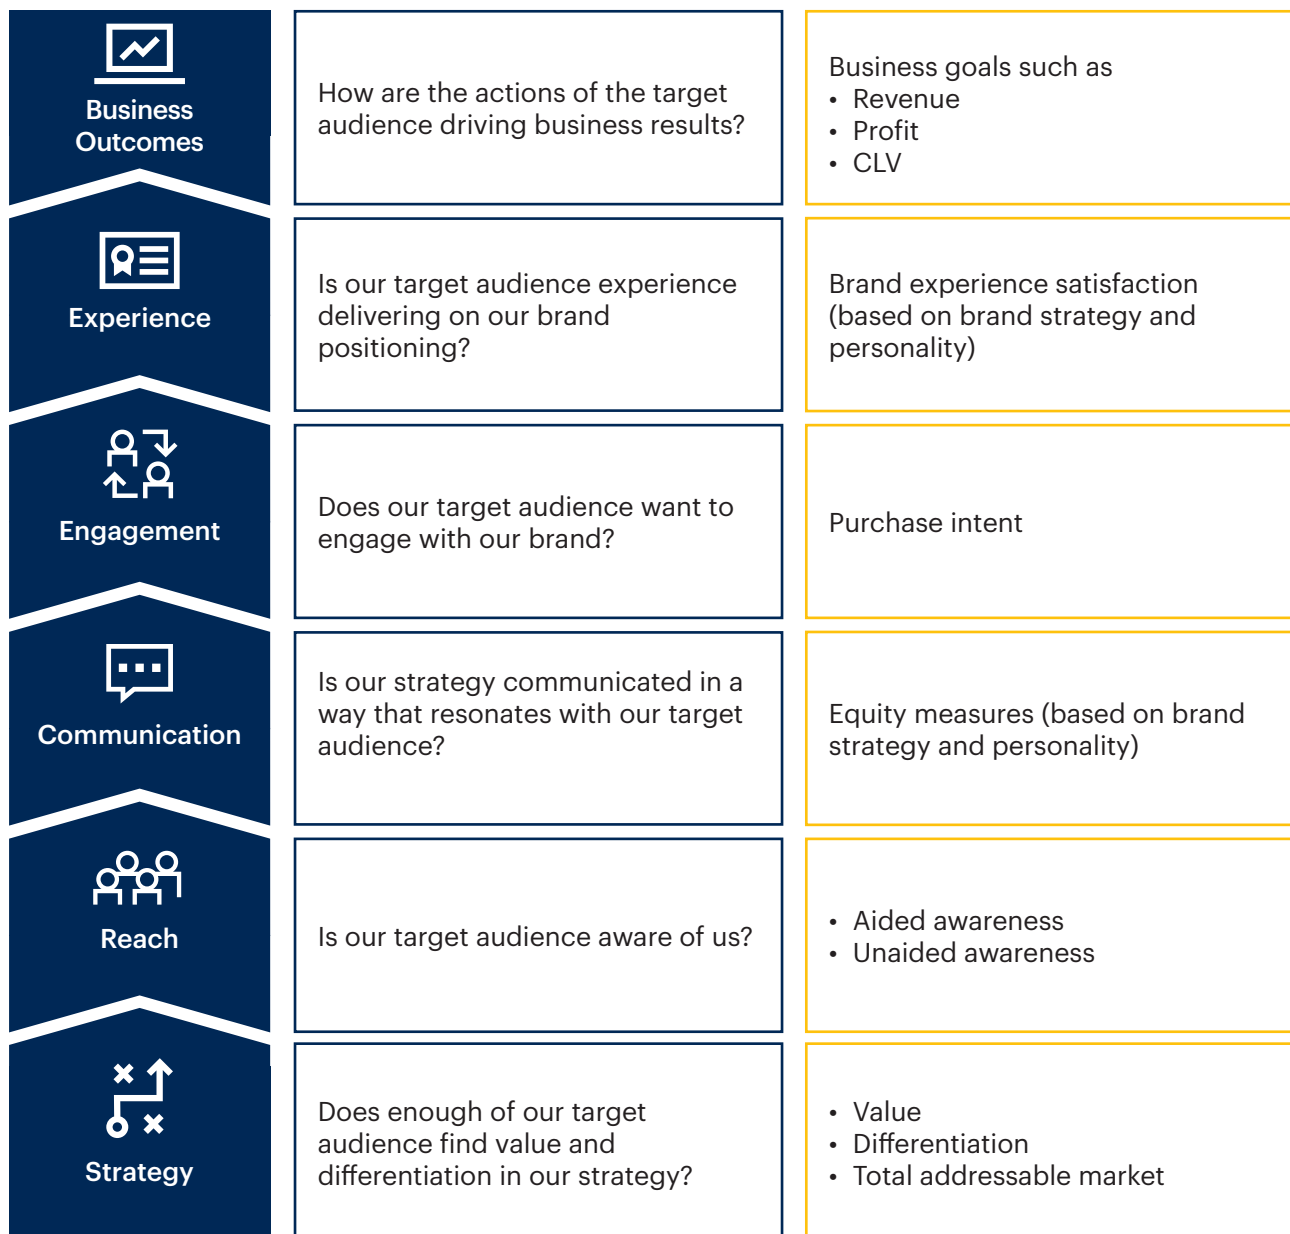 Business
Outcomes
How are the actions of the target
audience driving business results?
Business goals such as
• Revenue
• Profit
• CLV
Experience
Is our target audience experience
delivering on our brand
positioning?
Brand experience satisfaction
(based on brand strategy and
personality)
Engagement
Does our target audience want to
engage with our brand?
Purchase intent
Communication
Is our strategy communicated in a
way that resonates with our target
audience?
Equity measures (based on brand
strategy and personality)
Reach
Is our target audience aware of us?
• Aided awareness
• Unaided awareness
Strategy
Does enough of our target
audience find value and
differentiation in our strategy?
• Value
• Differentiation
• Total addressable market